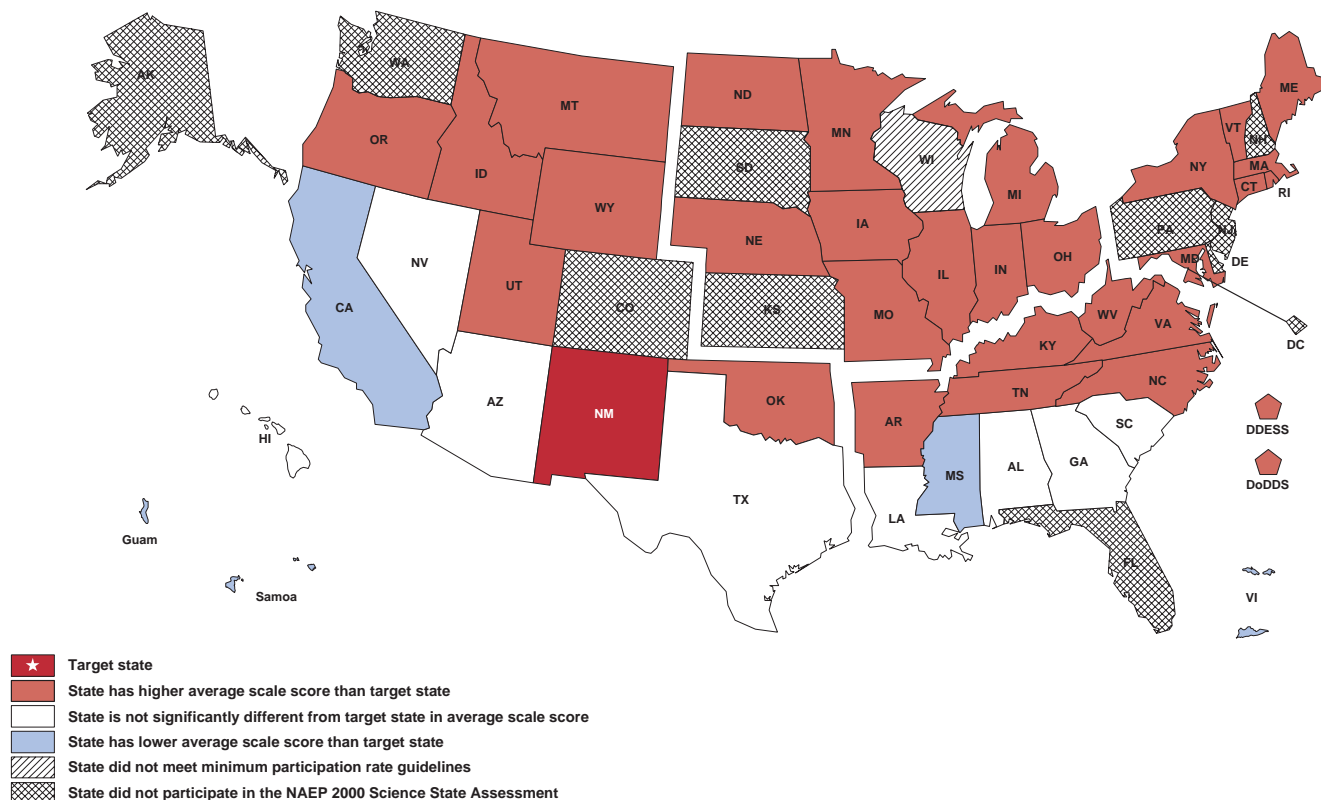 AK
WA
MT
ND
ME
MN
VT
NH
OR
ID
SD
WI
NY
MA
CT
RI
WY
MI
IA
NE
PA
NJ
NV
UT
IL
IN
OH
MD
DE
CA
CO
KS
MO
WV
VA
KY
DC
NC
AZ
NM
OK
TN
AR
SC
HI
DDESS
MS
AL
GA
DoDDS
TX
LA
Guam
FL
Samoa
VI
Target state
State has higher average scale score than target state
State is not significantly different from target state in average scale score
State has lower average scale score than target state
State did not meet minimum participation rate guidelines
State did not participate in the NAEP 2000 Science State Assessment